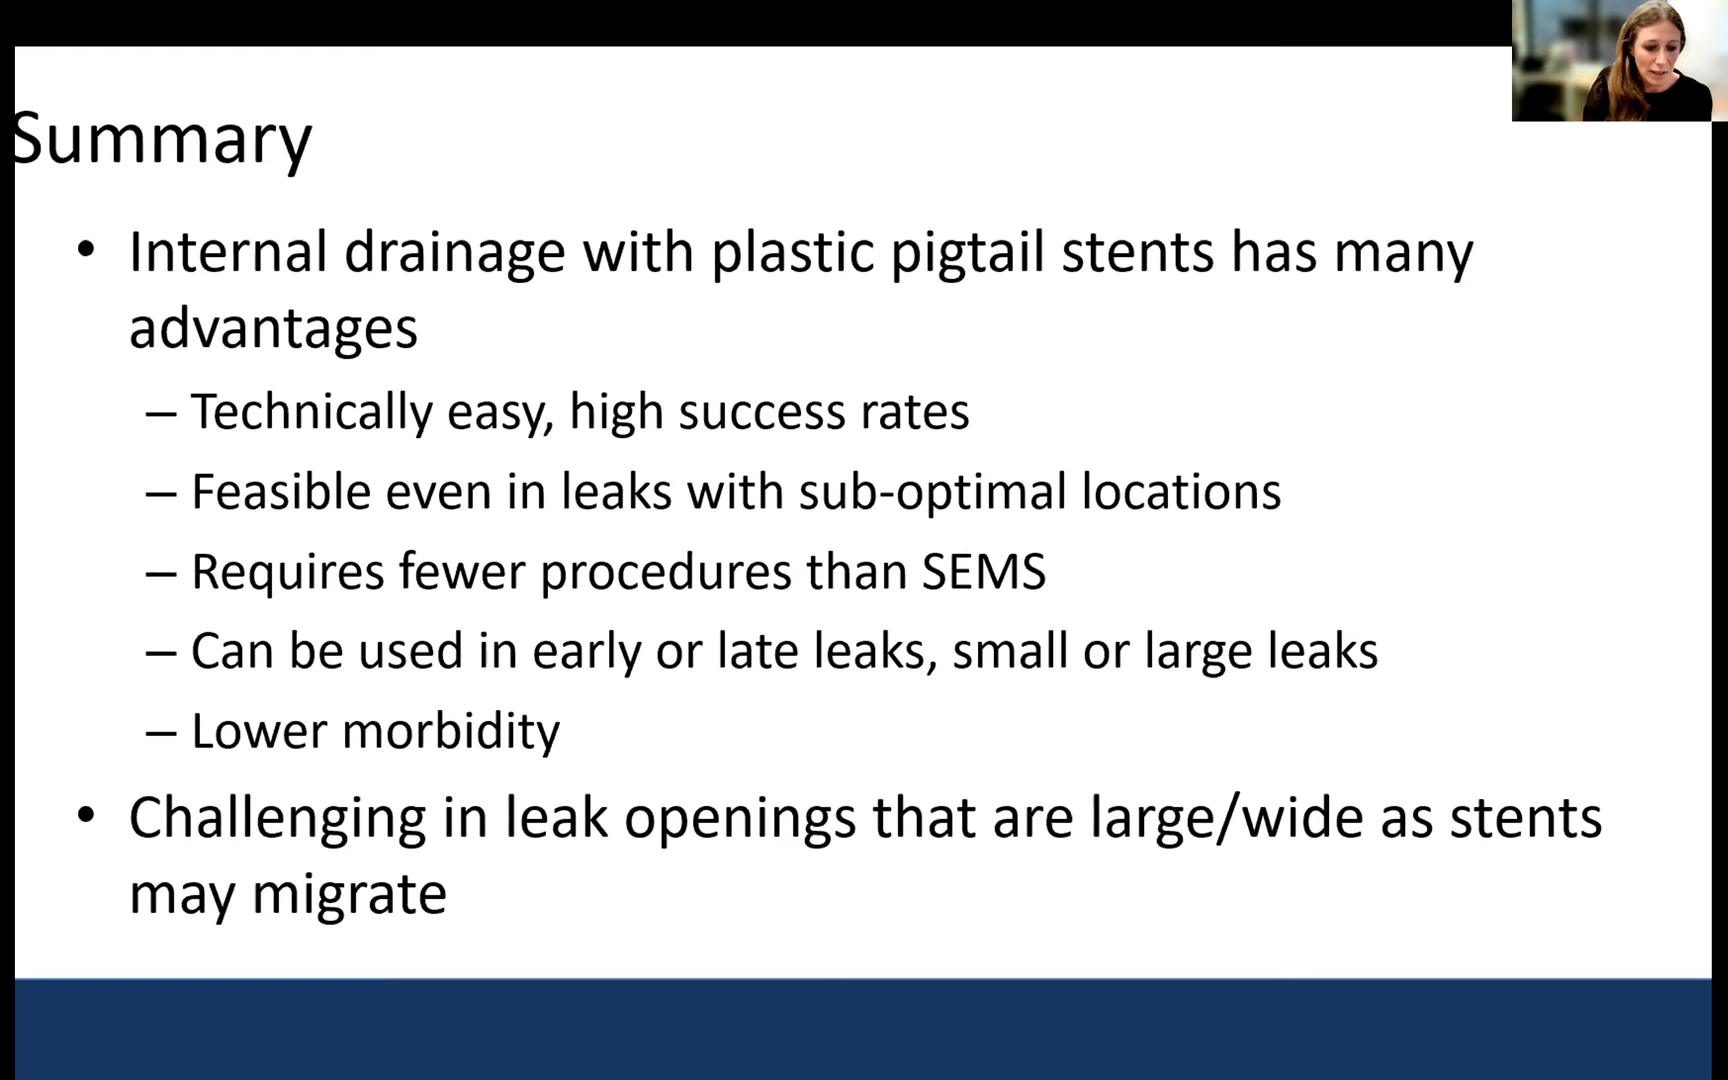 Summary
• Internal drainage with plastic pigtail stents has many
advantages
– Technically easy, high success rates
– Feasible even in leaks with sub-optimal locations
– Requires fewer procedures than SEMS
– Can be used in early or late leaks, small or large leaks
– Lower morbidity
• Challenging in leak openings that are large/wide as stents
may migrate